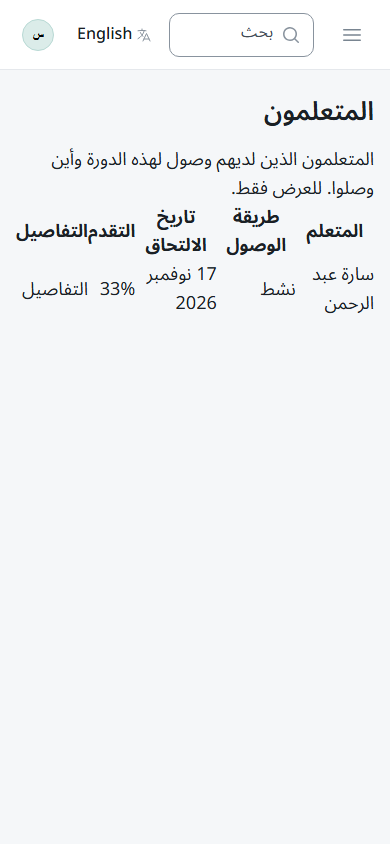 بحث
English
س
المتعلمون
المتعلمون الذين لديهم وصول لهذه الدورة وأين
وصلوا. للعرض فقط.
المتعلم طريقة الوصول تاريخ الالتحاق التقدم التفاصيل
سارة عبد الرحمن نشط 17 نوفمبر 2026 33% التفاصيل